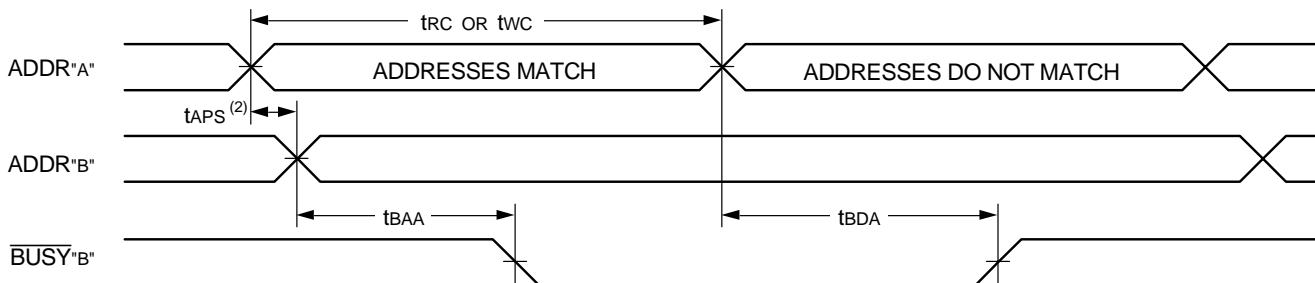 tRC OR tWC
ADDR"A"
ADDRESSES MATCH
ADDRESSES DO NOT MATCH
tAPS (2)
ADDR"B"
tBAA
tBDA
BUSY"B"